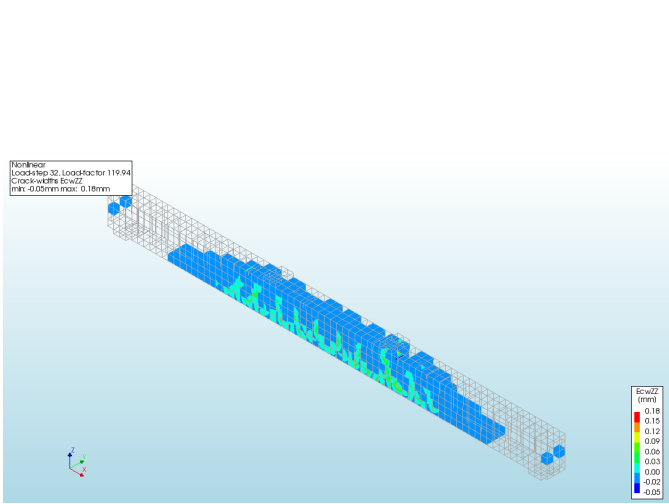 Nonlinear
Load-step 32, Load-factor 119.94
Crack-widths EcwZZ
min: -0.05mm max: 0.18mm
EcwZZ
(mm)
0.18
0.15
0.12
0.09
0.06
0.03
0.00
-0.02
-0.05
Z
Y
X